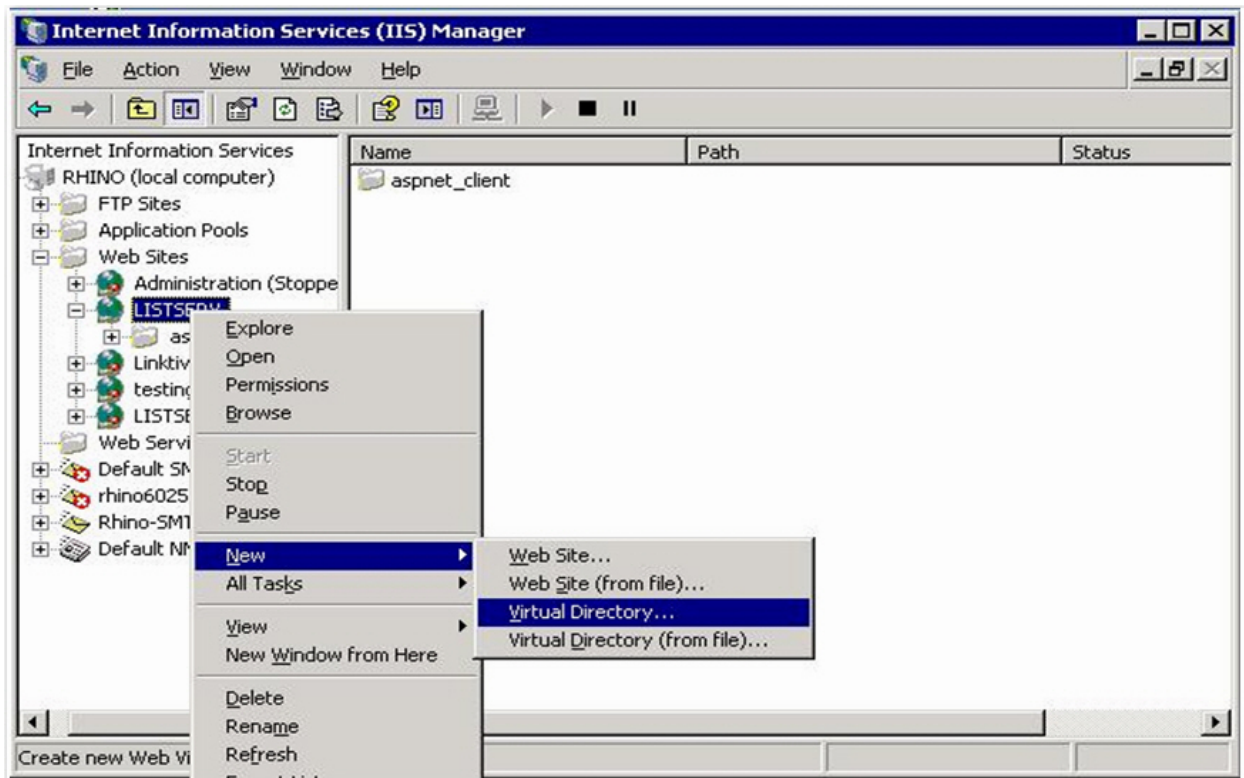 Internet Information Services (IIS) Manager
File Action View Window Help
Internet Information Services
RHINO (local computer)
FTP Sites
Application Pools
Web Sites
Administration (Stoppe
LISTSERV
as
Linktiv
testing
LISTSE
Web Servi
Default SM
rhino6025
Rhino-SMT
Default NN
Name Path Status
aspnet_client
Explore
Open
Permissions
Browse
Start
Stop
Pause
New
All Tasks
View
New Window from Here
Delete
Rename
Refresh
Web Site...
Web Site (from file)...
Virtual Directory...
Virtual Directory (from file)...
Create new Web Vi